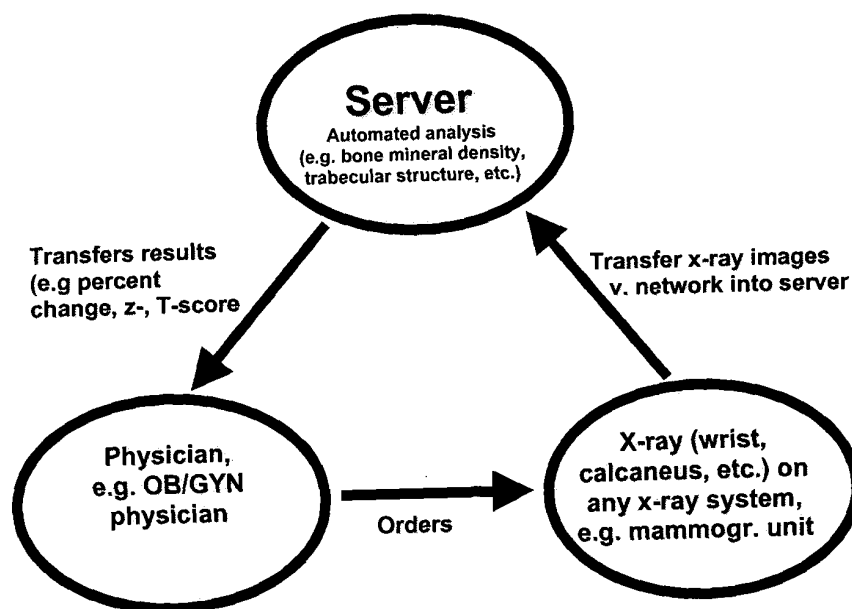 Server
Automated analysis
(e.g. bone mineral density,
trabecular structure, etc.)
Transfers results
(e.g percent
change, z-, T-score
Transfer x-ray images
v. network into server
Physician,
e.g. OB/GYN
physician
Orders
X-ray (wrist,
calcaneus, etc.) on
any x-ray system,
e.g. mammogr. unit